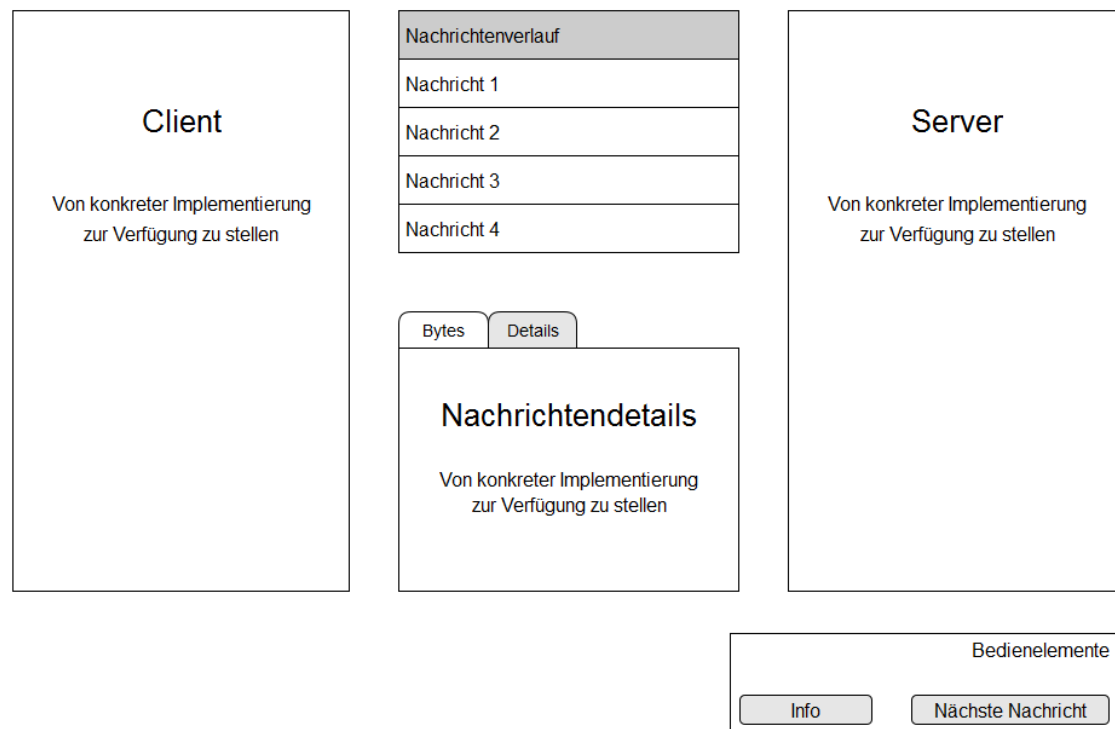 Client
Von konkreter Implementierung
zur Verfügung zu stellen
Nachrichtenverlauf
Nachricht 1
Nachricht 2
Nachricht 3
Nachricht 4
Bytes
Details
Nachrichtendetails
Von konkreter Implementierung
zur Verfügung zu stellen
Server
Von konkreter Implementierung
zur Verfügung zu stellen
Bedienelemente
Info
Nächste Nachricht